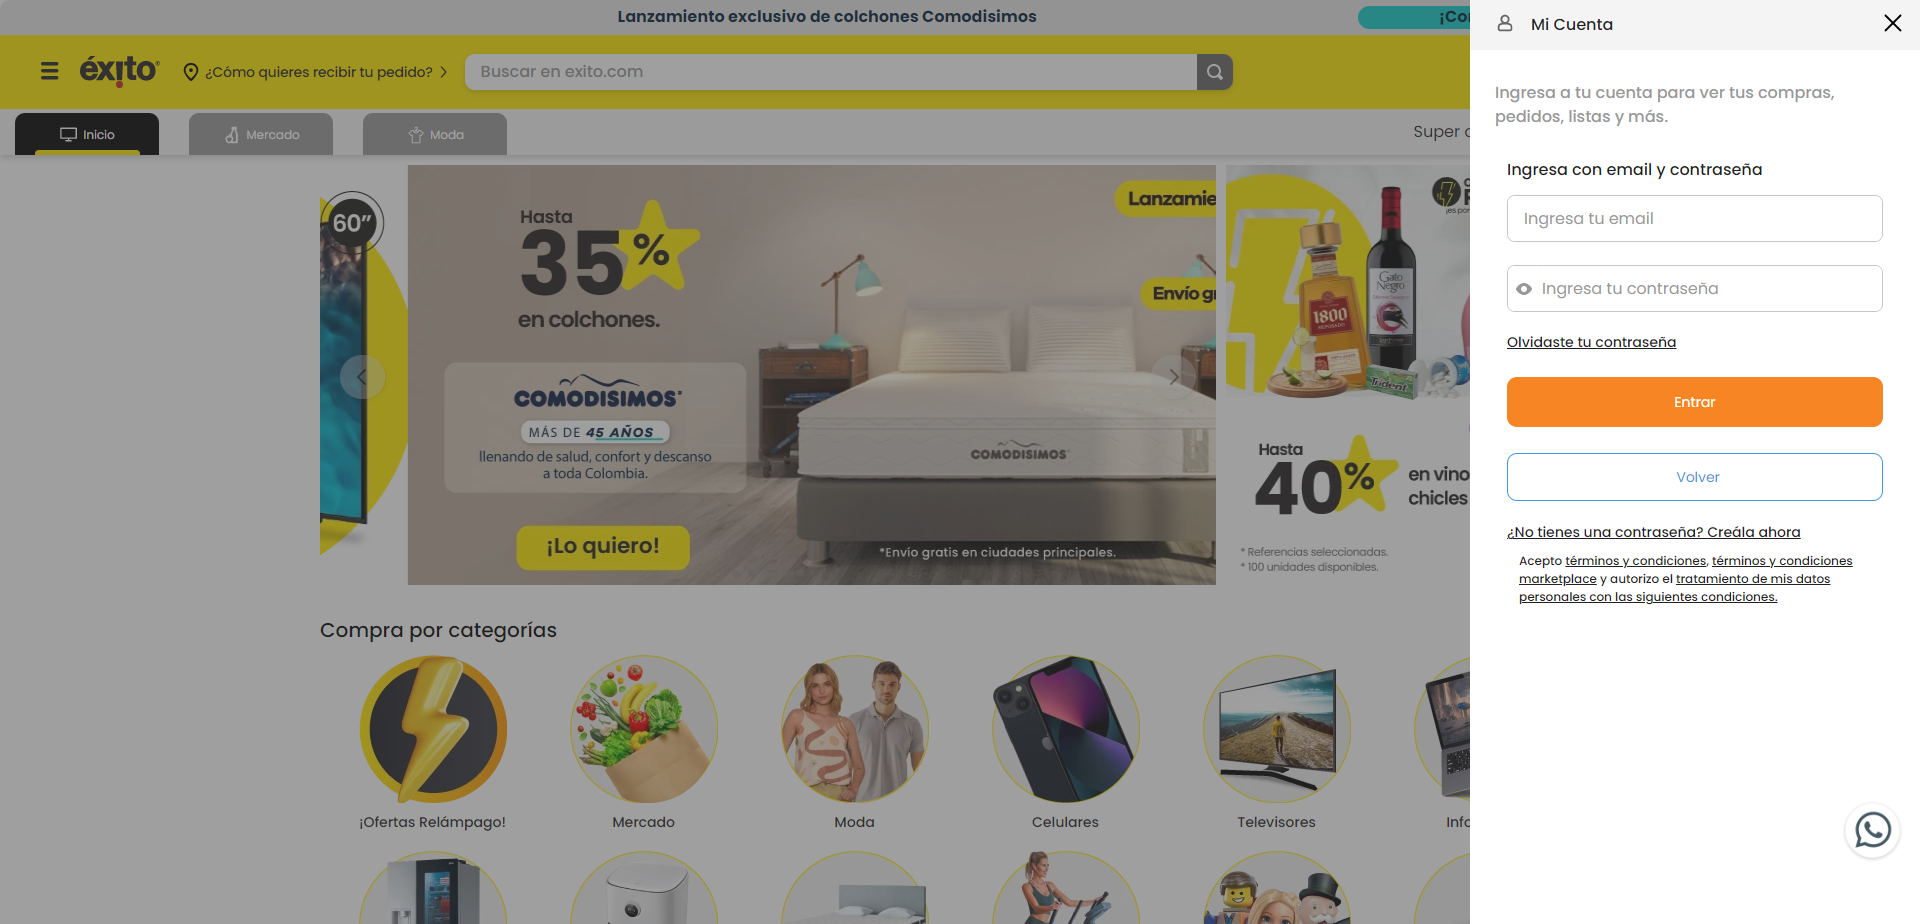 Lanzamiento exclusivo de colchones Comodisimos
éxito
¿Cómo quieres recibir tu pedido?
Buscar en exito.com
Inicio
Mercado
Moda
Super
60”
Hasta
35%
en colchones.
COMODISIMOS
MÁS DE 45 AÑOS
llenando de salud, confort y descanso
a toda Colombia.
¡Lo quiero!
COMODISIMOS
*Envío gratis en ciudades principales.
Gato
Negro
1800
Trident
Hasta
40%
en vino
chicles
* Referencias seleccionadas.
* 100 unidades disponibles.
Compra por categorías
¡Ofertas Relámpago!
Mercado
Moda
Celulares
Televisores
Mi Cuenta
Ingresa a tu cuenta para ver tus compras,
pedidos, listas y más.
Ingresa con email y contraseña
Ingresa tu email
Ingresa tu contraseña
Olvidaste tu contraseña
Entrar
Volver
¿No tienes una contraseña? Creála ahora
Acepto términos y condiciones, términos y condiciones
marketplace y autorizo el tratamiento de mis datos
personales con las siguientes condiciones.